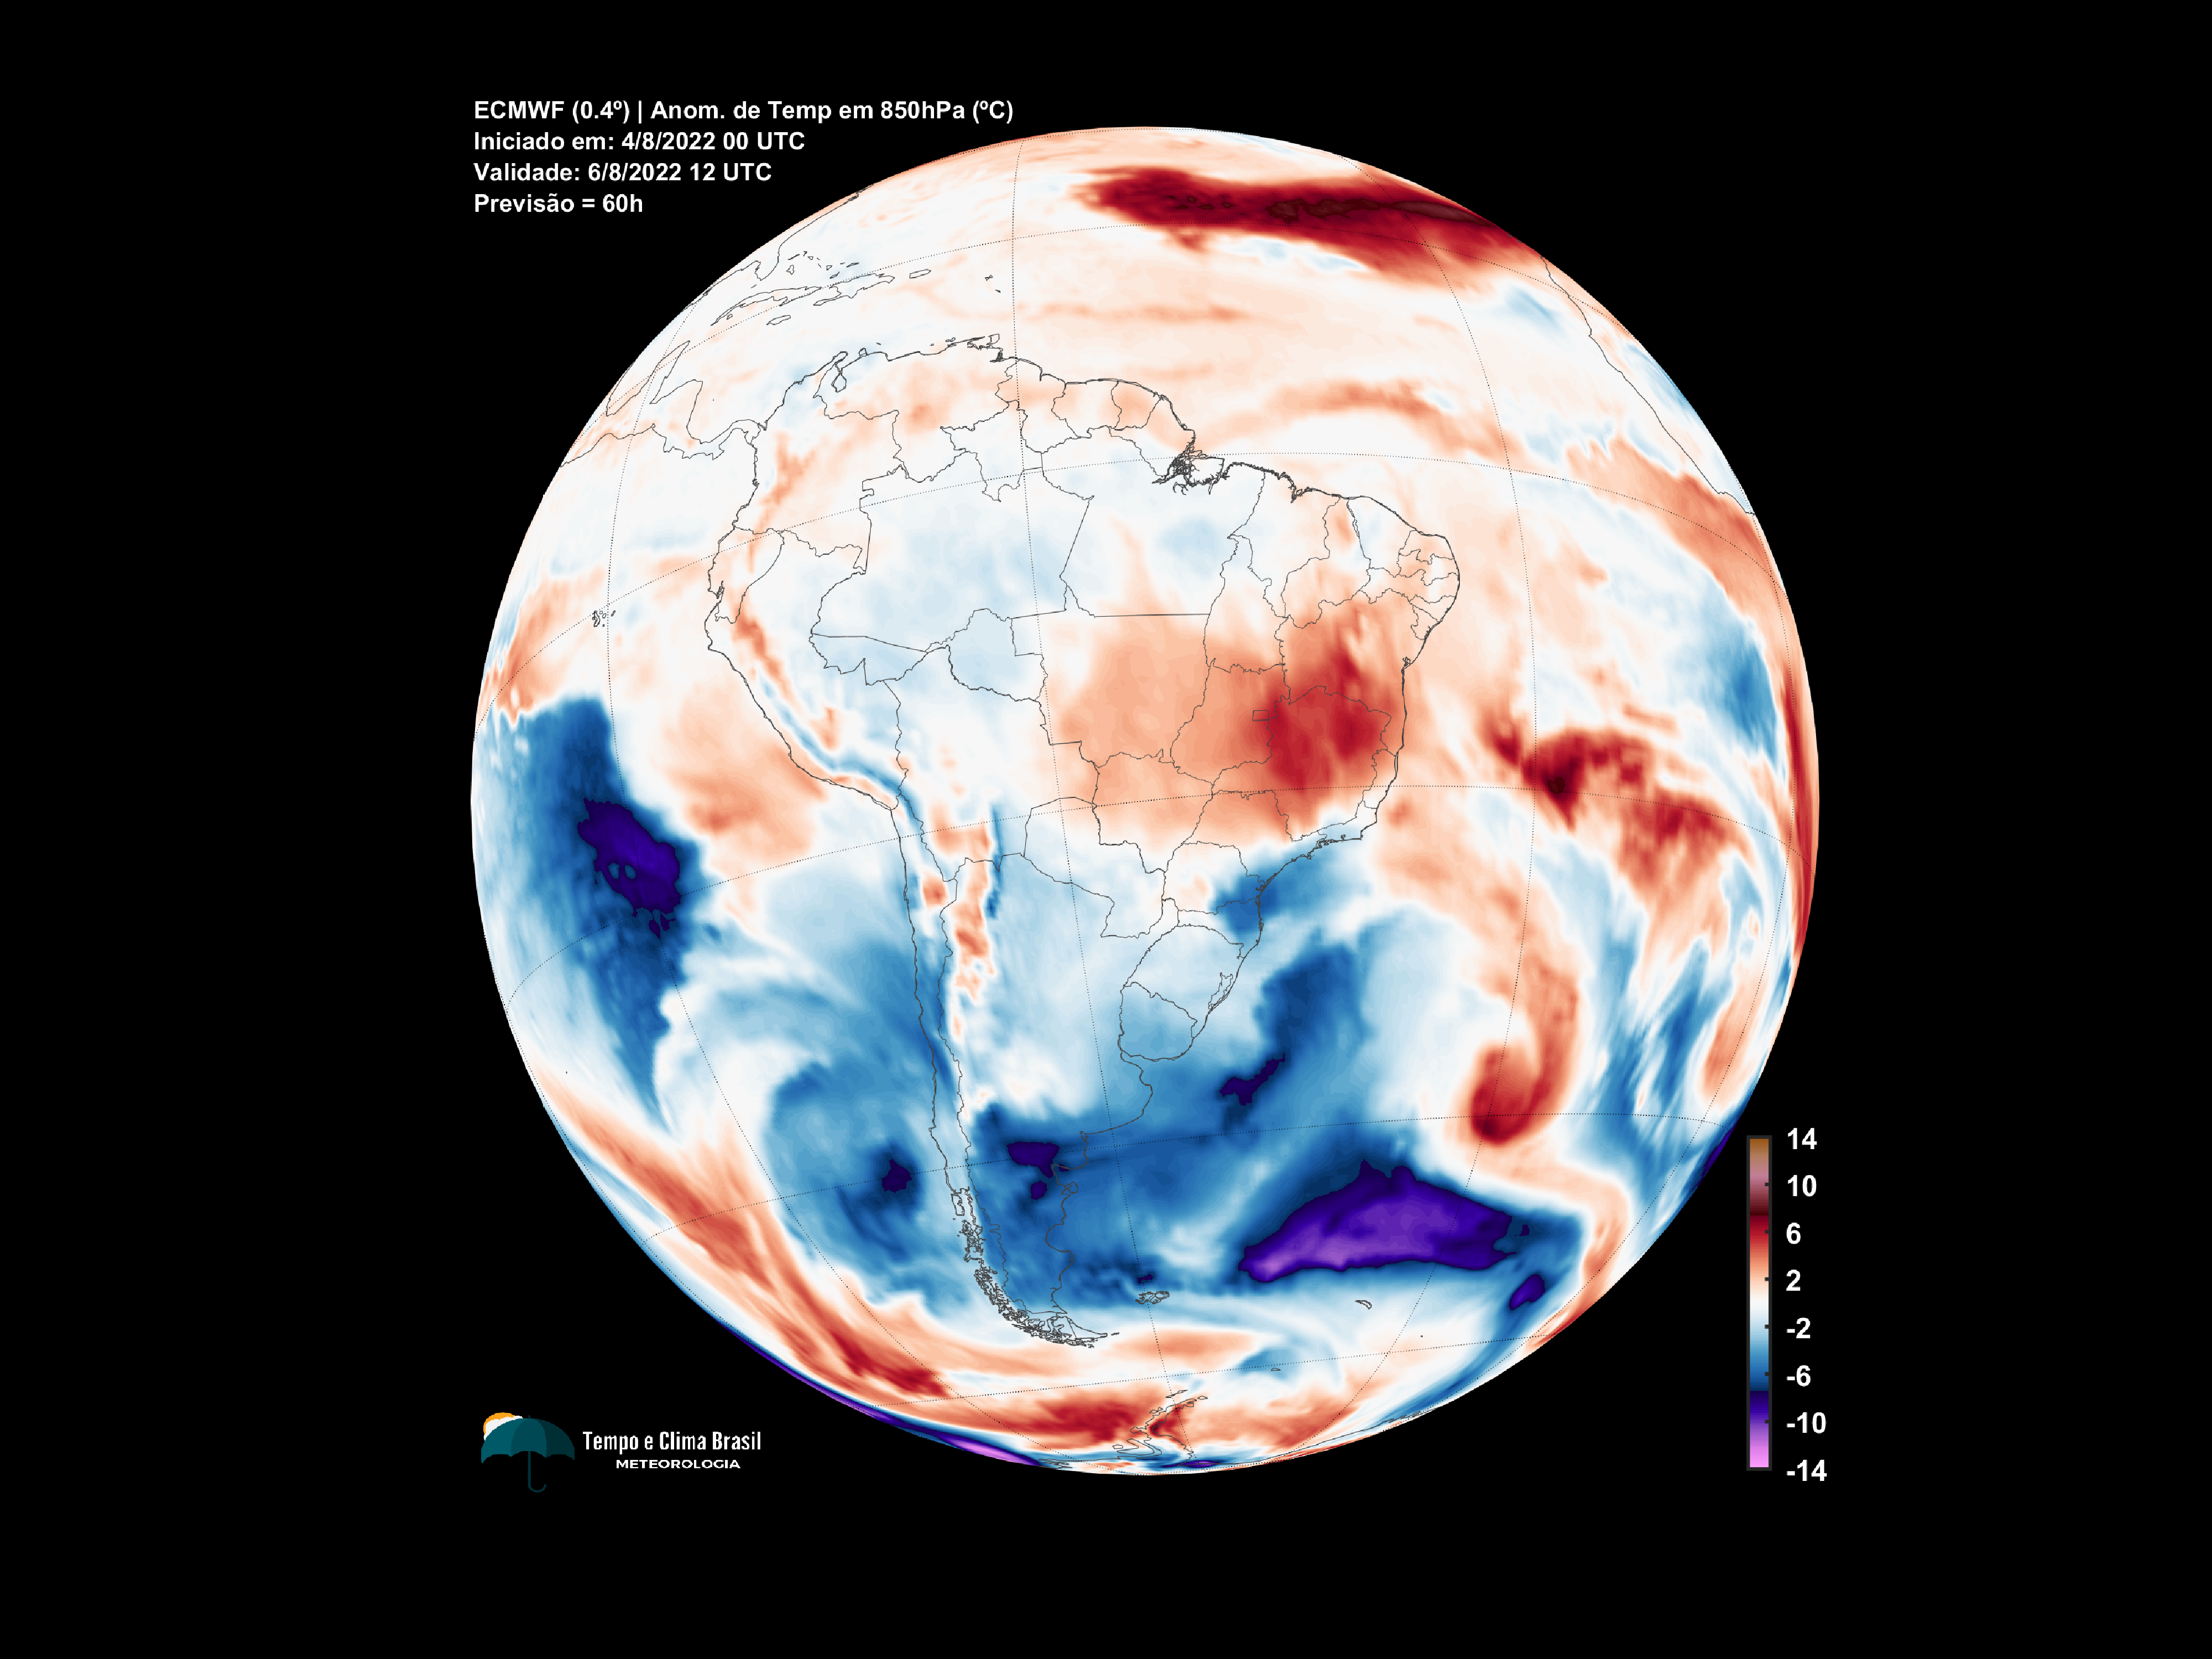 ECMWF (0.4º) | Anom. de Temp em 850hPa (ºC)
Iniciado em: 4/8/2022 00 UTC
Validade: 6/8/2022 12 UTC
Previsão = 60h
14
10
6
2
-2
-6
-10
-14
Tempo e Clima Brasil
METEOROLOGIA